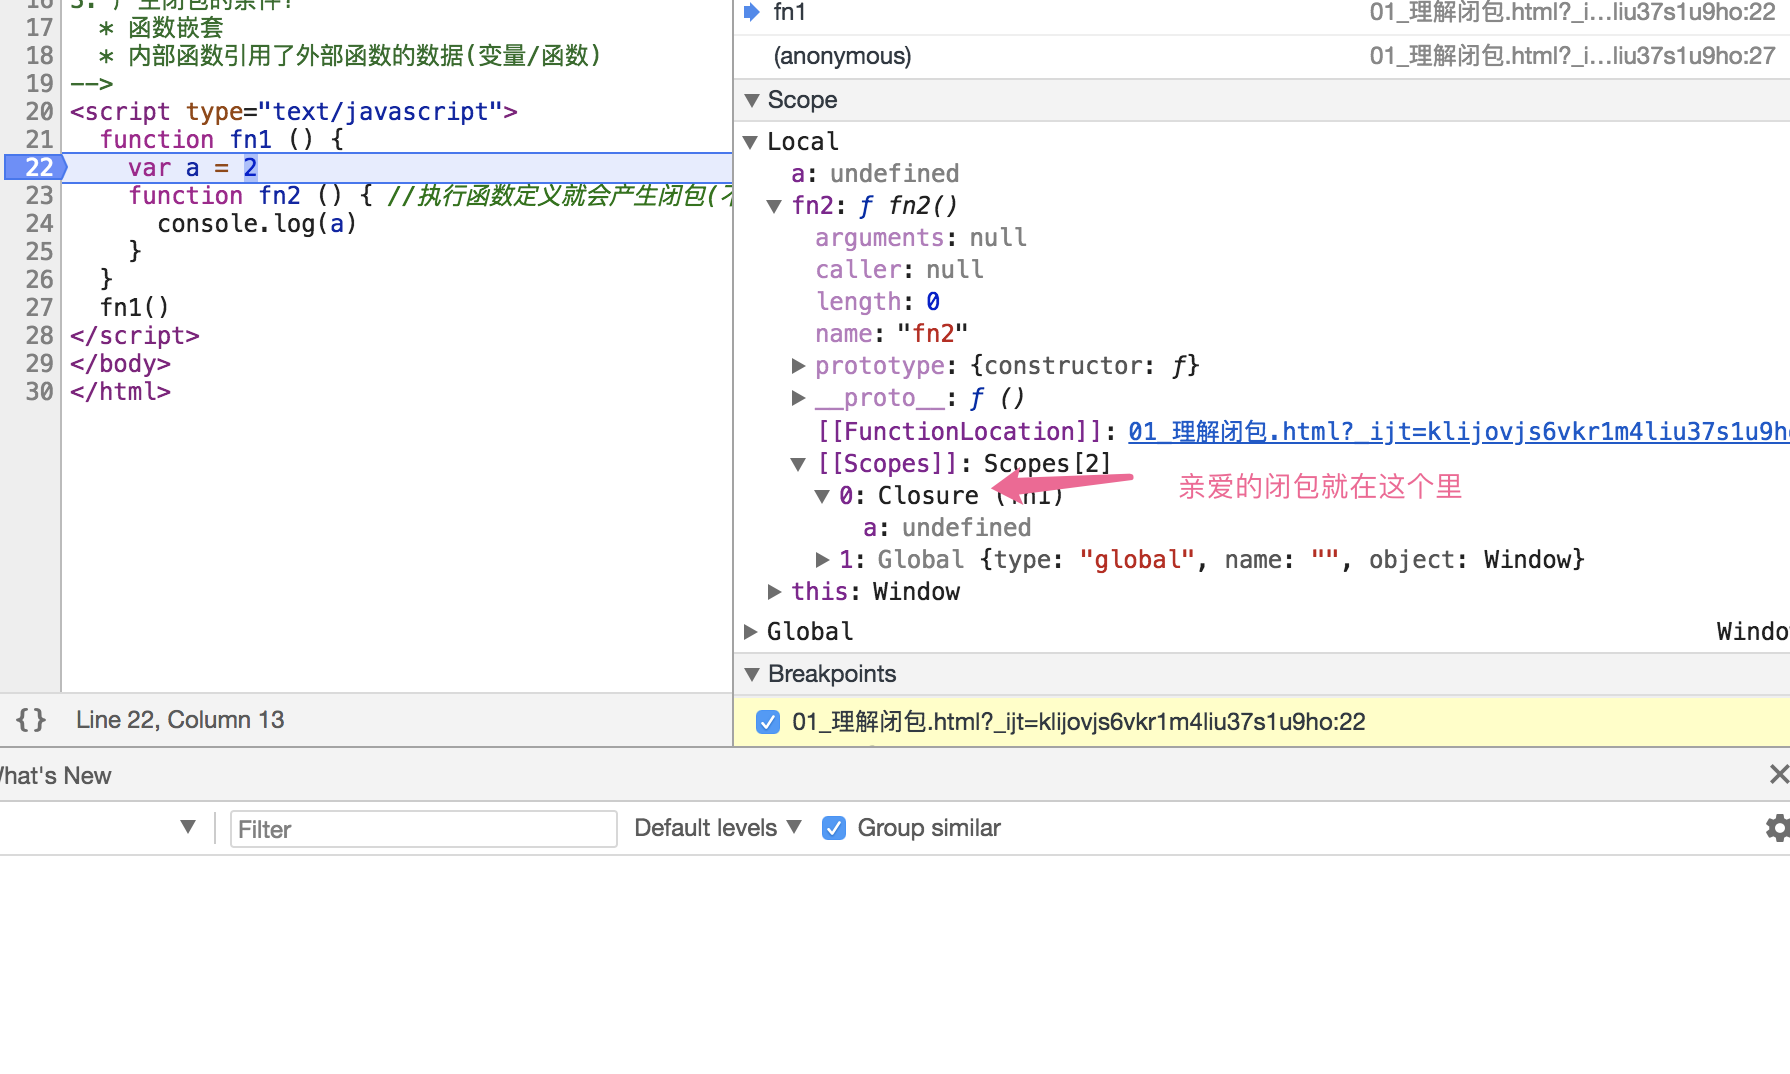 16 3. 产生闭包的条件?
17 * 函数嵌套
18 * 内部函数引用了外部函数的数据(变量/函数)
19 -->
20 <script type="text/javascript">
21 function fn1 () {
22 var a = 2
23 function fn2 () { //执行函数定义就会产生闭包(
24 console.log(a)
25 }
26 }
27 fn1()
28 </script>
29 </body>
30 </html>
{} Line 22, Column 13
fn1 01_理解闭包.html?_i…liu37s1u9ho:22
(anonymous) 01_理解闭包.html?_i…liu37s1u9ho:27
Scope
Local
a: undefined
fn2: ƒ fn2()
arguments: null
caller: null
length: 0
name: "fn2"
prototype: {constructor: ƒ}
__proto__: ƒ ()
[[FunctionLocation]]: 01_理解闭包.html?_ijt=klijovjs6vkr1m4liu37s1u9h
[[Scopes]]: Scopes[2]
0: Closure (fn1)
亲爱的闭包就在这个里
a: undefined
1: Global {type: "global", name: "", object: Window}
this: Window
Global Windo
Breakpoints
01_理解闭包.html?_ijt=klijovjs6vkr1m4liu37s1u9ho:22
What's New
Filter Default levels Group similar